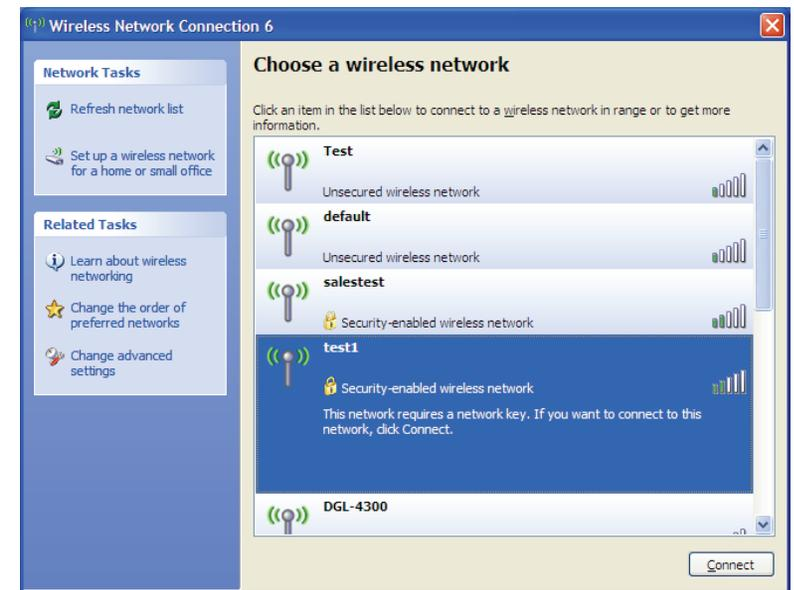 Wireless Network Connection 6
Network Tasks
Refresh network list
Set up a wireless network
for a home or small office
Related Tasks
Learn about wireless
networking
Change the order of
preferred networks
Change advanced
settings
Choose a wireless network
Click an item in the list below to connect to a wireless network in range or to get more
information.
Test
Unsecured wireless network
default
Unsecured wireless network
salestest
Security-enabled wireless network
test1
Security-enabled wireless network
This network requires a network key. If you want to connect to this
network, click Connect.
DGL-4300
Connect